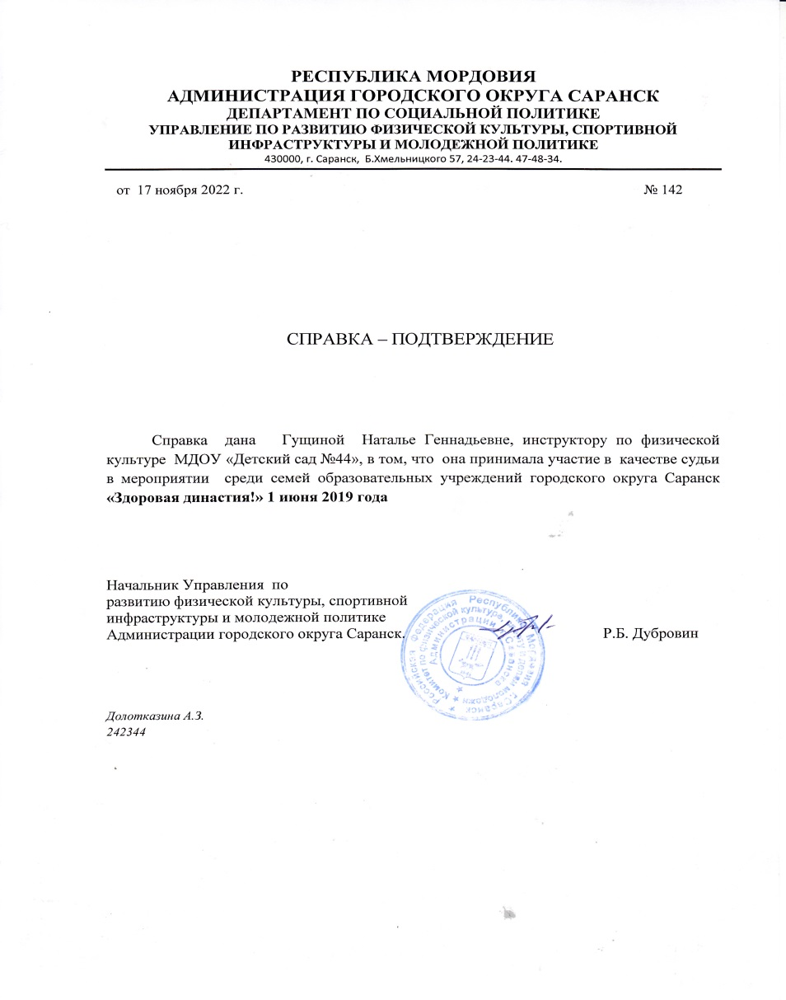 РЕСПУБЛИКА МОРДОВИЯ
АДМИНИСТРАЦИЯ ГОРОДСКОГО ОКРУГА САРАНСК
ДЕПАРТАМЕНТ ПО СОЦИАЛЬНОЙ ПОЛИТИКЕ
УПРАВЛЕНИЕ ПО РАЗВИТИЮ ФИЗИЧЕСКОЙ КУЛЬТУРЫ, СПОРТИВНОЙ
ИНФРАСТРУКТУРЫ И МОЛОДЕЖНОЙ ПОЛИТИКЕ
430000, г. Саранск, Б.Хмельницкого 57, 24-23-44. 47-48-34.
от 17 ноября 2022 г. № 142
СПРАВКА – ПОДТВЕРЖДЕНИЕ
Справка дана Гущиной Наталье Геннадьевне, инструктору по физической
культуре МДОУ «Детский сад №44», в том, что она принимала участие в качестве судьи
в мероприятии среди семей образовательных учреждений городского округа Саранск
«Здоровая династия!» 1 июня 2019 года
Начальник Управления по
развитию физической культуры, спортивной
инфраструктуры и молодежной политике
Администрации городского округа Саранск. Р.Б. Дубровин
Российская Федерация Республика Мордовия г.Саранск
Комитет по физической культуре,
Администрации
Долотказина А.З.
242344